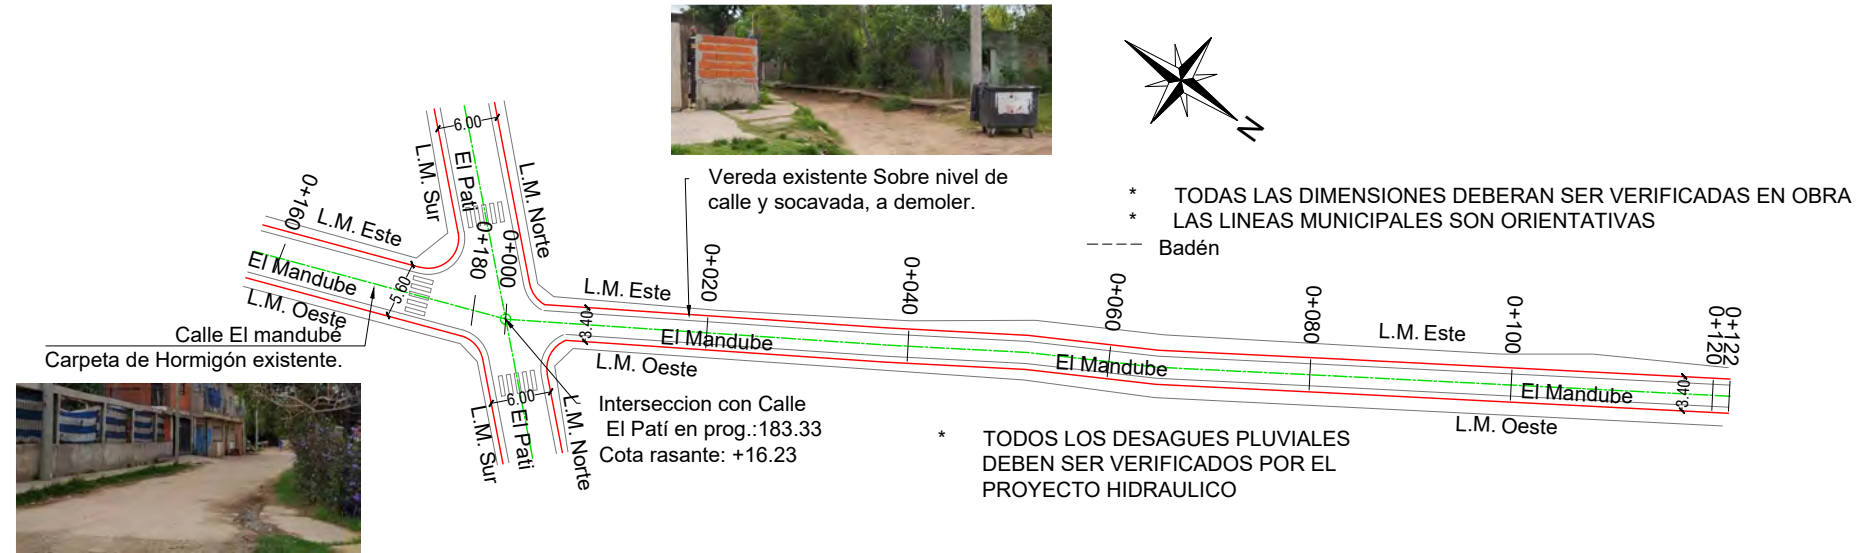 6.00
L.M. Sur
El Pati
L.M. Norte
0+160
L.M. Este
El Mandube
L.M. Oeste
5.60
0+180
0+000
Calle El mandube
Carpeta de Hormigón existente.
Vereda existente Sobre nivel de
calle y socavada, a demoler.
N
* TODAS LAS DIMENSIONES DEBERAN SER VERIFICADAS EN OBRA
* LAS LINEAS MUNICIPALES SON ORIENTATIVAS
Badén
L.M. Este
3.40
0+020
El Mandube
L.M. Oeste
0+040
0+060
El Mandube
0+080
L.M. Este
0+100
El Mandube
3.40
0+120
0+122
L.M. Oeste
6.00
L.M. Sur
El Pati
L.M. Norte
Interseccion con Calle
El Patí en prog.:183.33
Cota rasante: +16.23
* TODOS LOS DESAGUES PLUVIALES
DEBEN SER VERIFICADOS POR EL
PROYECTO HIDRAULICO